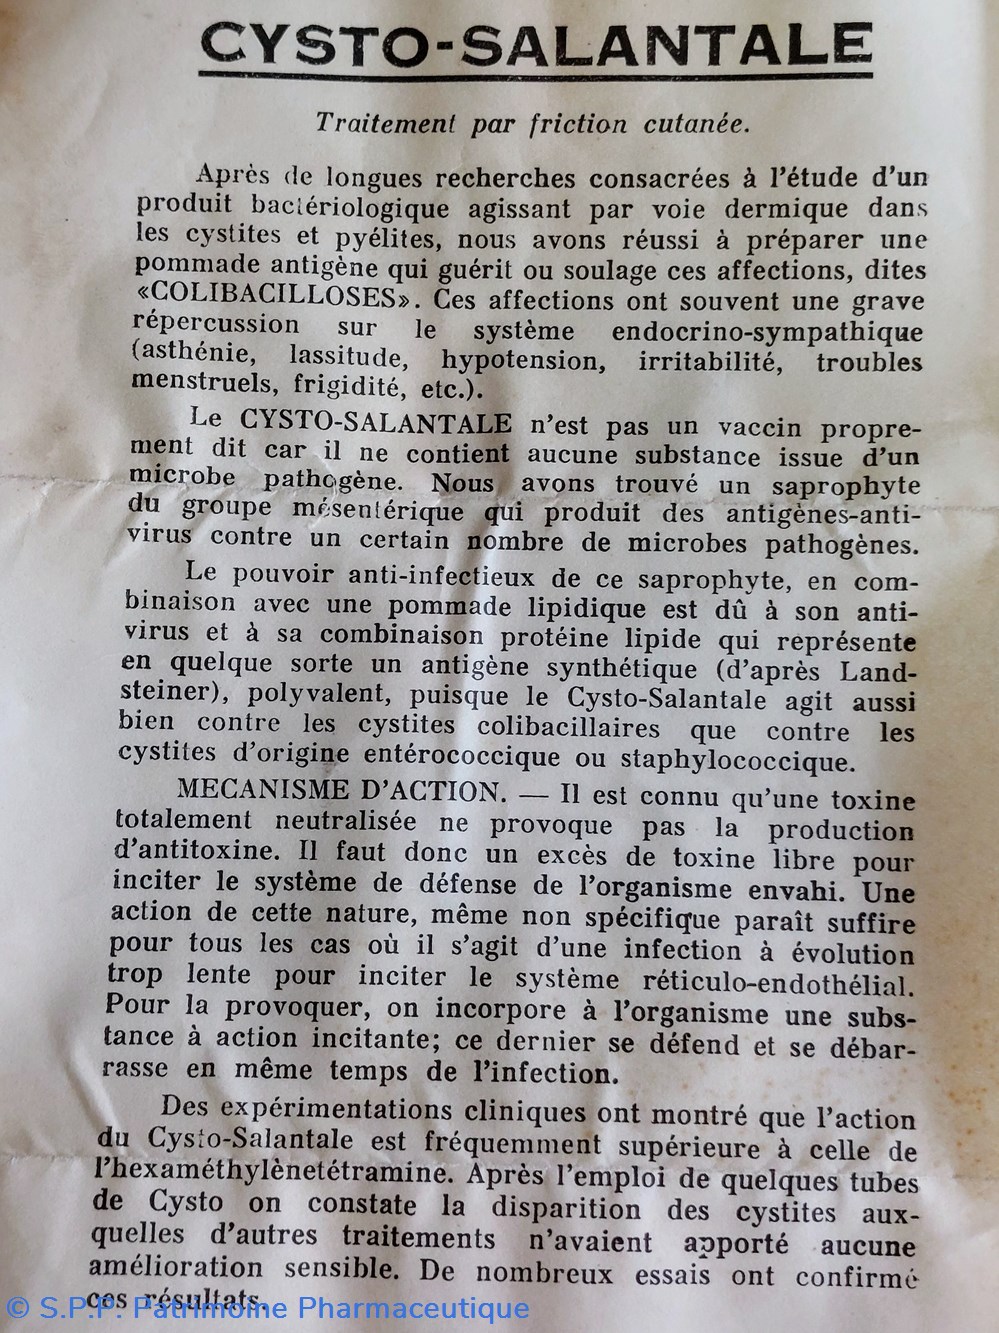 CYSTO-SALANTALE
Traitement par friction cutanée.
Après de longues recherches consacrées à l'étude d'un
produit bactériologique agissant par voie dermique dans
les cystites et pyélites, nous avons réussi à préparer une
pommade antigène qui guérit ou soulage ces affections, dites
«COLIBACILLOSES». Ces affections ont souvent une grave
répercussion sur le système endocrino-sympathique
(asthénie, lassitude, hypotension, irritabilité, troubles
menstruels, frigidité, etc.).
Le CYSTO-SALANTALE n'est pas un vaccin propre-
ment dit car il ne contient aucune substance issue d'un
microbe pathogène. Nous avons trouvé un saprophyte
du groupe mésentérique qui produit des antigènes-anti-
virus contre un certain nombre de microbes pathogènes.
Le pouvoir anti-infectieux de ce saprophyte, en com-
binaison avec une pommade lipidique est dû à son anti-
virus et à sa combinaison protéine lipide qui représente
en quelque sorte un antigène synthétique (d'après Land-
steiner), polyvalent, puisque le Cysto-Salantale agit aussi
bien contre les cystites colibacillaires que contre les
cystites d'origine entérococcique ou staphylococcique.
MECANISME D'ACTION. — Il est connu qu'une toxine
totalement neutralisée ne provoque pas la production
d'antitoxine. Il faut donc un excès de toxine libre pour
inciter le système de défense de l'organisme envahi. Une
action de cette nature, même non spécifique paraît suffire
pour tous les cas où il s'agit d'une infection à évolution
trop lente pour inciter le système réticulo-endothélial.
Pour la provoquer, on incorpore à l'organisme une subs-
tance à action incitante; ce dernier se défend et se débar-
rasse en même temps de l'infection.
Des expérimentations cliniques ont montré que l'action
du Cysto-Salantale est fréquemment supérieure à celle de
l'hexaméthylènetétramine. Après l'emploi de quelques tubes
de Cysto on constate la disparition des cystites aux-
quelles d'autres traitements n'avaient apporté aucune
amélioration sensible. De nombreux essais ont confirmé
ces résultats.
© S.P.P. Patrimoine Pharmaceutique